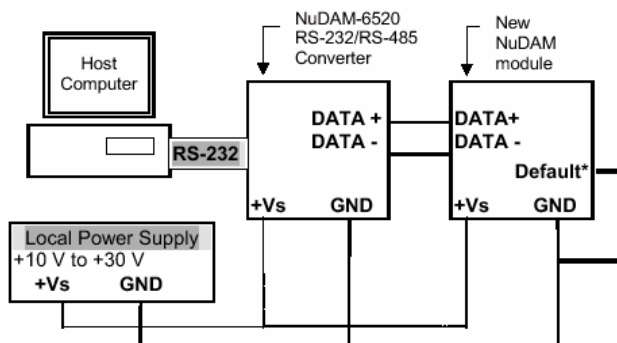 NuDAM-6520
RS-232/RS-485
Converter
New
NuDAM
module
Host
Computer
DATA +
DATA -
DATA+
DATA -
RS-232
Default*
+Vs
GND
+Vs
GND
Local Power Supply
+10 V to +30 V
+Vs
GND